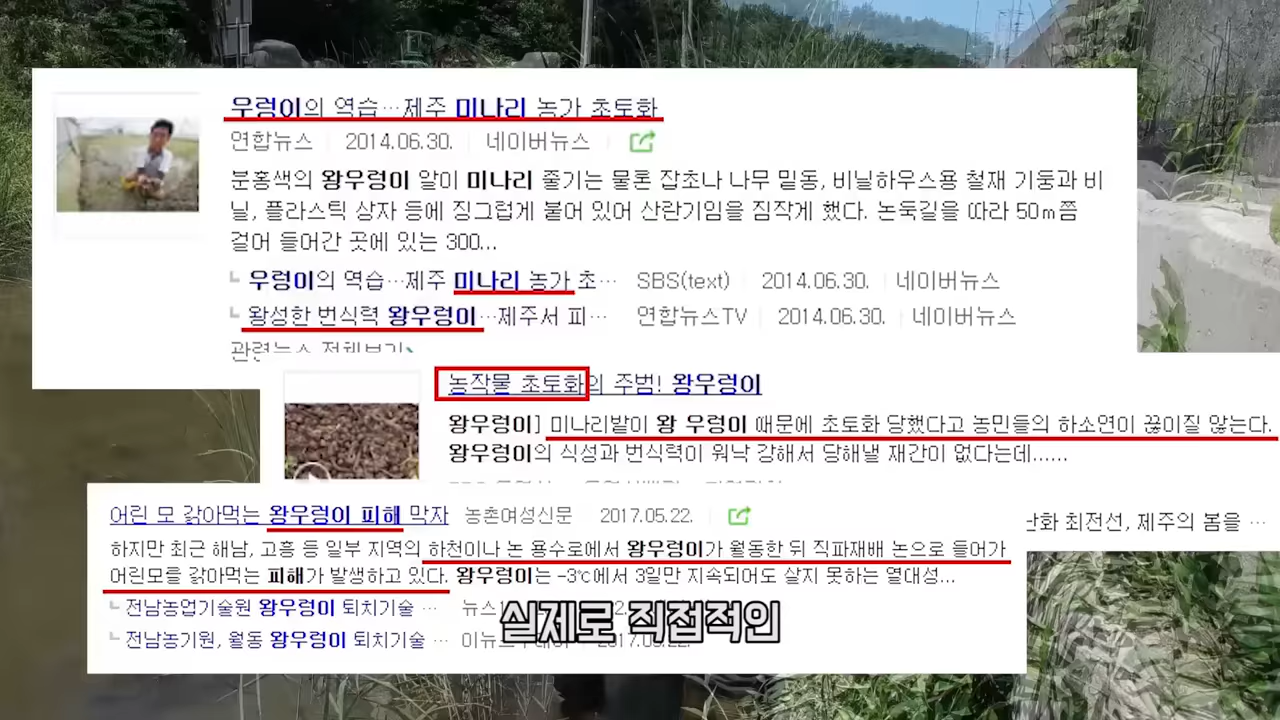 우렁이의 역습…제주 미나리 농가 초토화
연합뉴스 2014.06.30. 네이버뉴스
분홍색의 왕우렁이 알이 미나리 줄기는 물론 잡초나 나무 밑동, 비닐하우스용 철재 기둥과 비
닐, 플라스틱 상자 등에 징그럽게 붙어 있어 산란기임을 짐작게 했다. 논둑길을 따라 50m쯤
걸어 들어간 곳에 있는 300...
우렁이의 역습…제주 미나리 농가 초… SBS(text) 2014.06.30. 네이버뉴스
왕성한 번식력 왕우렁이…제주서 피… 연합뉴스TV 2014.06.30. 네이버뉴스
관련뉴스 전체보기
농작물 초토화의 주범! 왕우렁이
왕우렁이] 미나리밭이 왕 우렁이 때문에 초토화 당했다고 농민들의 하소연이 끊이질 않는다.
왕우렁이의 식성과 번식력이 워낙 강해서 당해낼 재간이 없다는데......
어린 모 갉아먹는 왕우렁이 피해 막자 농촌여성신문 2017.05.22.
하지만 최근 해남, 고흥 등 일부 지역의 하천이나 논 용수로에서 왕우렁이가 월동한 뒤 직파재배 논으로 들어가
어린모를 갉아먹는 피해가 발생하고 있다. 왕우렁이는 -3℃에서 3일만 지속되어도 살지 못하는 열대성...
전남농업기술원 왕우렁이 퇴치기술 … 뉴스1
전남농기원, 월동 왕우렁이 퇴치기술 …
화 최전선, 제주의 봄을 …
실제로 직접적인